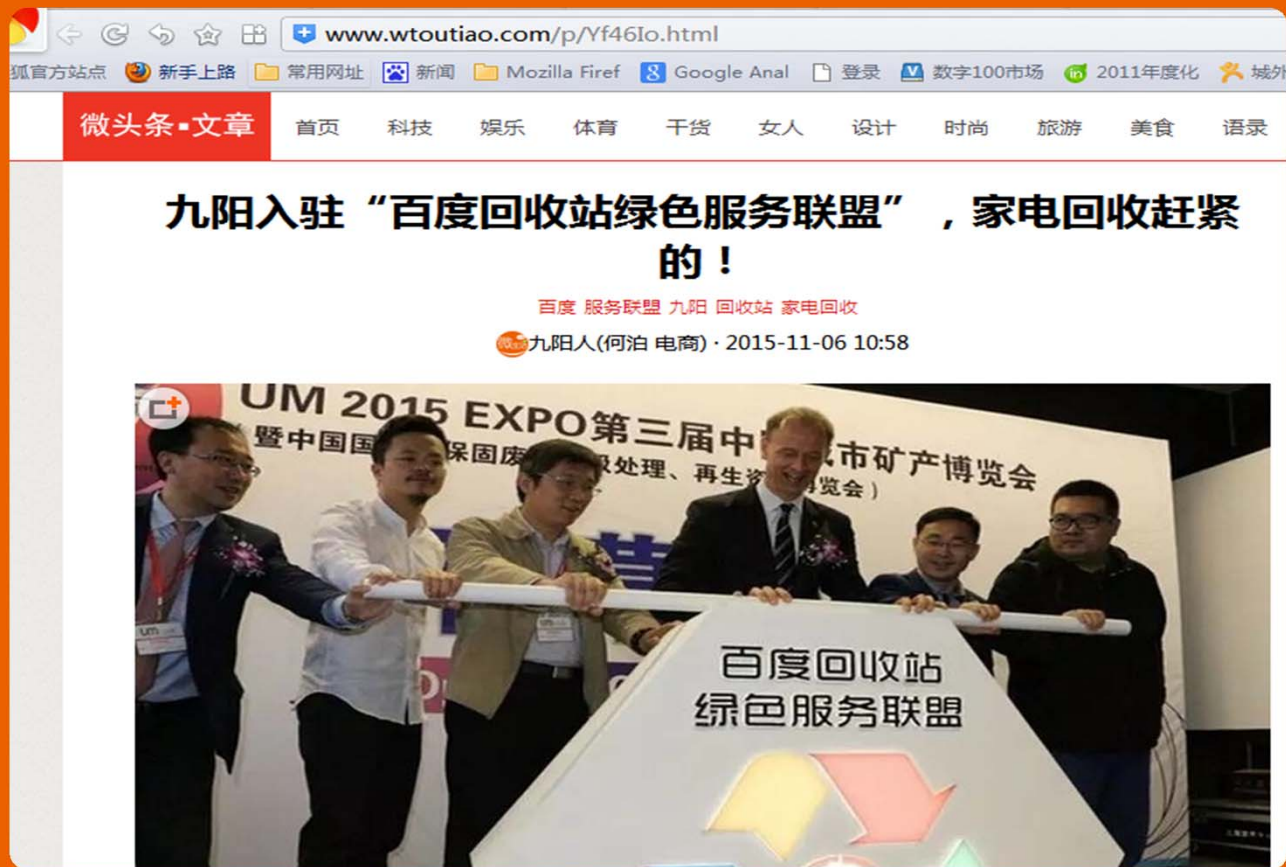 www.wtoutiao.com/p/Yf46Io.html
狐官方站点 新手上路 常用网址 新闻 Mozilla Firef Google Anal 登录 数字100市场 2011年度化 城外
微头条▪文章 首页 科技 娱乐 体育 干货 女人 设计 时尚 旅游 美食 语录
九阳入驻“百度回收站绿色服务联盟”，家电回收赶紧
的！
百度 服务联盟 九阳 回收站 家电回收
九阳人(何泊 电商) · 2015-11-06 10:58
UM 2015 EXPO第三届中 城市矿产博览会
暨中国国 保固废 级处理、再生资 博览会）
百度回收站
绿色服务联盟